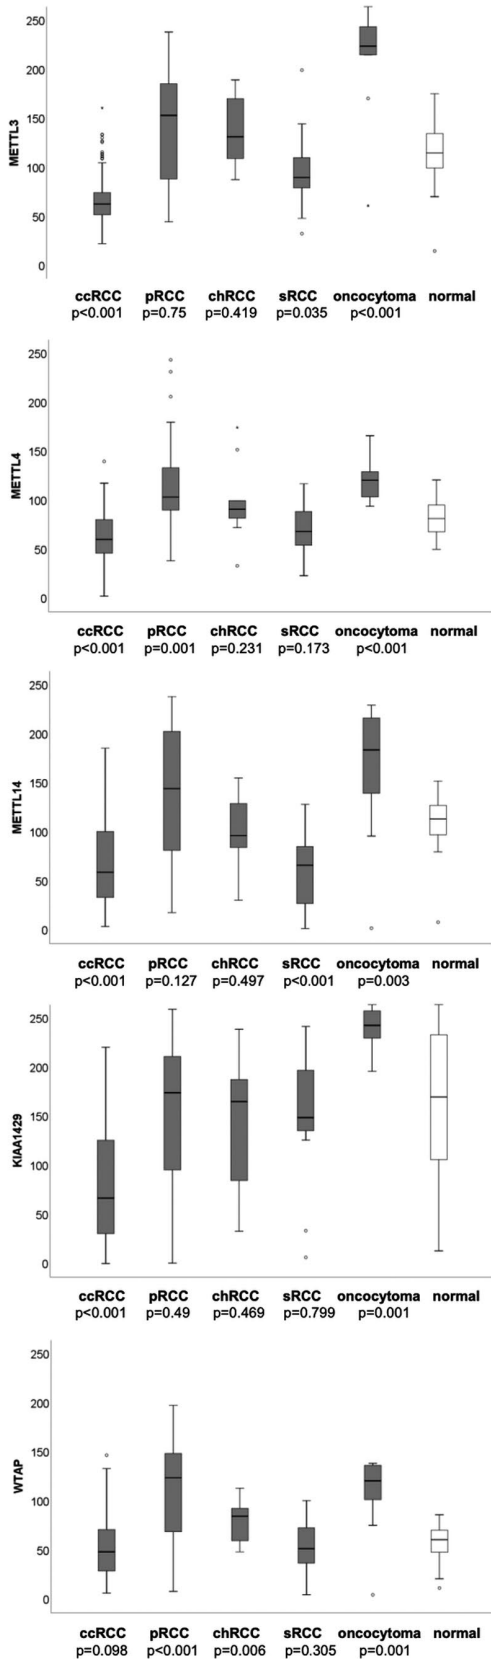 METTL3
250
200
150
100
50
0
ccRCC pRCC chRCC sRCC oncocytoma normal
p<0.001 p=0.75 p=0.419 p=0.035 p<0.001
METTL4
250
200
150
100
50
0
ccRCC pRCC chRCC sRCC oncocytoma normal
p<0.001 p=0.001 p=0.231 p=0.173 p<0.001
METTL14
250
200
150
100
50
0
ccRCC pRCC chRCC sRCC oncocytoma normal
p<0.001 p=0.127 p=0.497 p<0.001 p=0.003
KIAA1429
250
200
150
100
50
0
ccRCC pRCC chRCC sRCC oncocytoma normal
p<0.001 p=0.49 p=0.469 p=0.799 p=0.001
WTAP
250
200
150
100
50
0
ccRCC pRCC chRCC sRCC oncocytoma normal
p=0.098 p<0.001 p=0.006 p=0.305 p=0.001